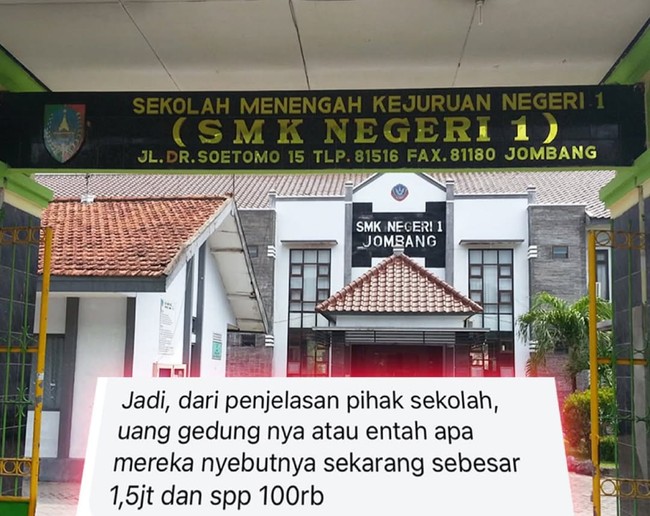 SEKOLAH MENENGAH KEJURUAN NEGERI 1
(SMK NEGERI 1)
JL.DR.SOETOMO 15 TLP.81516 FAX.81180 JOMBANG
SMK NEGERI 1
JOMBANG
Jadi, dari penjelasan pihak sekolah,
uang gedung nya atau entah apa
mereka nyebutnya sekarang sebesar
1,5jt dan spp 100rb